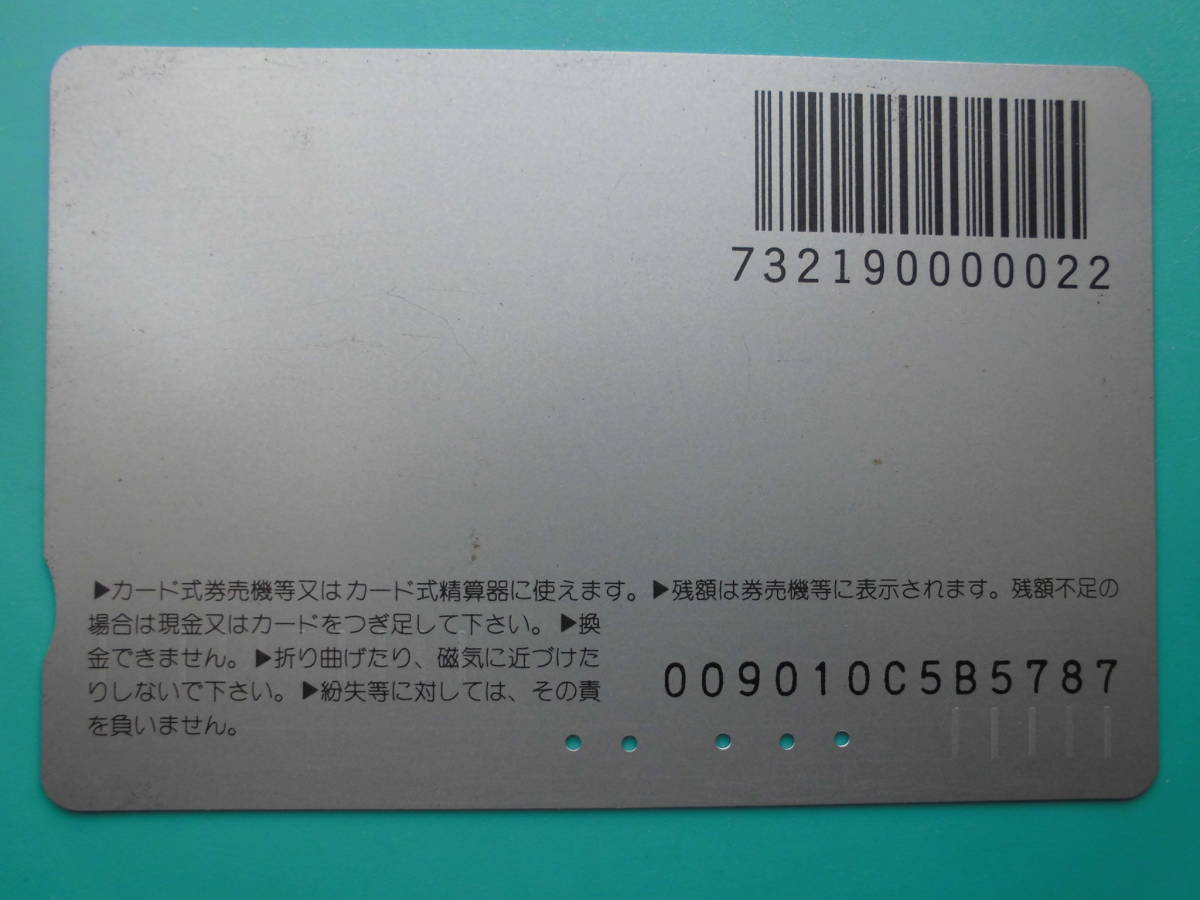 732190000022
▶カード式券売機等又はカード式精算器に使えます。▶残額は券売機等に表示されます。残額不足の
場合は現金又はカードをつぎ足して下さい。▶換
金できません。▶折り曲げたり、磁気に近づけた
りしないで下さい。▶紛失等に対しては、その責
を負いません。
009010C5B5787